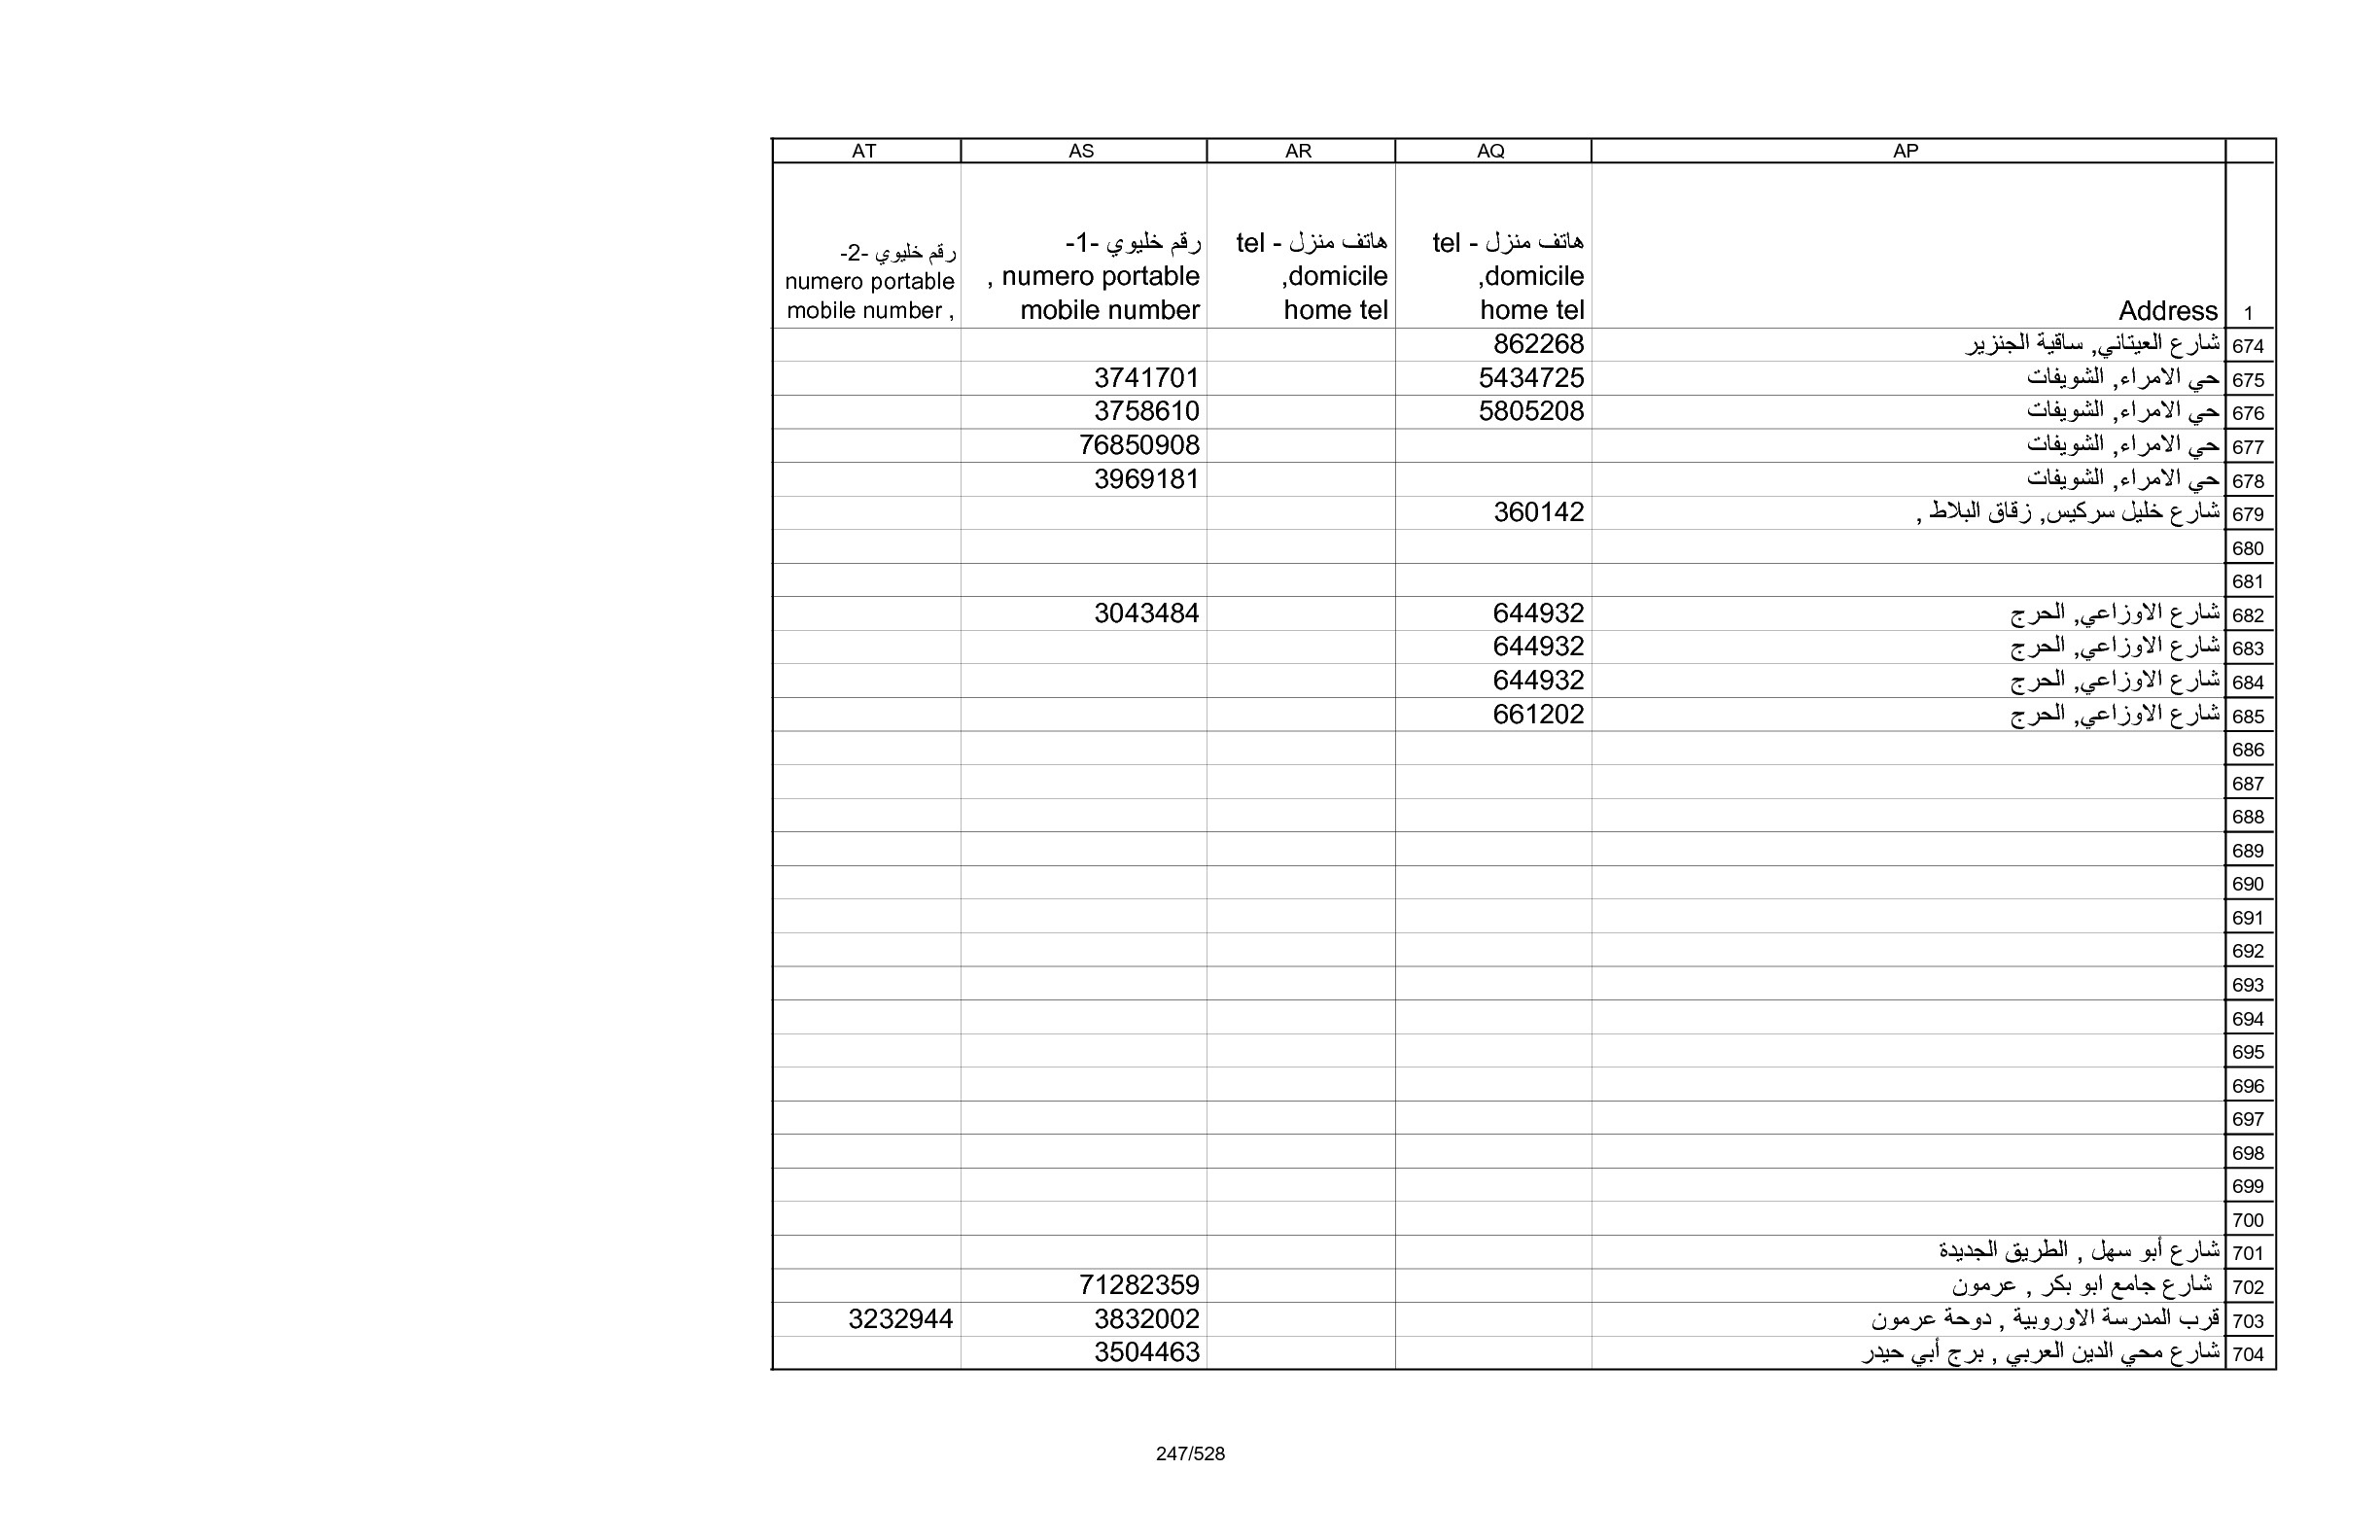 AP AQ AR AS AT
1 Address هاتف منزل - tel domicile, home tel هاتف منزل - tel domicile, home tel رقم خليوي -1- numero portable , mobile number رقم خليوي -2- numero portable mobile number ,
674 شارع العيتاني, ساقية الجنزير 862268
675 حي الامراء, الشويفات 5434725 3741701
676 حي الامراء, الشويفات 5805208 3758610
677 حي الامراء, الشويفات 76850908
678 حي الامراء, الشويفات 3969181
679 شارع خليل سركيس, زقاق البلاط , 360142
680
681
682 شارع الاوزاعي, الحرج 644932 3043484
683 شارع الاوزاعي, الحرج 644932
684 شارع الاوزاعي, الحرج 644932
685 شارع الاوزاعي, الحرج 661202
686
687
688
689
690
691
692
693
694
695
696
697
698
699
700
701 شارع أبو سهل , الطريق الجديدة
702 شارع جامع ابو بكر , عرمون 71282359
703 قرب المدرسة الاوروبية , دوحة عرمون 3832002 3232944
704 شارع محي الدين العربي , برج أبي حيدر 3504463
247/528